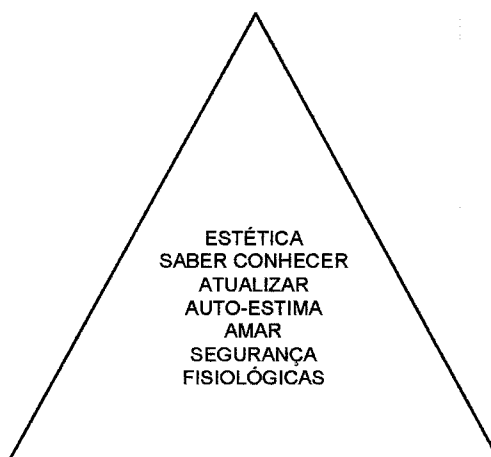 ESTÉTICA
SABER CONHECER
ATUALIZAR
AUTO-ESTIMA
AMAR
SEGURANÇA
FISIOLÓGICAS